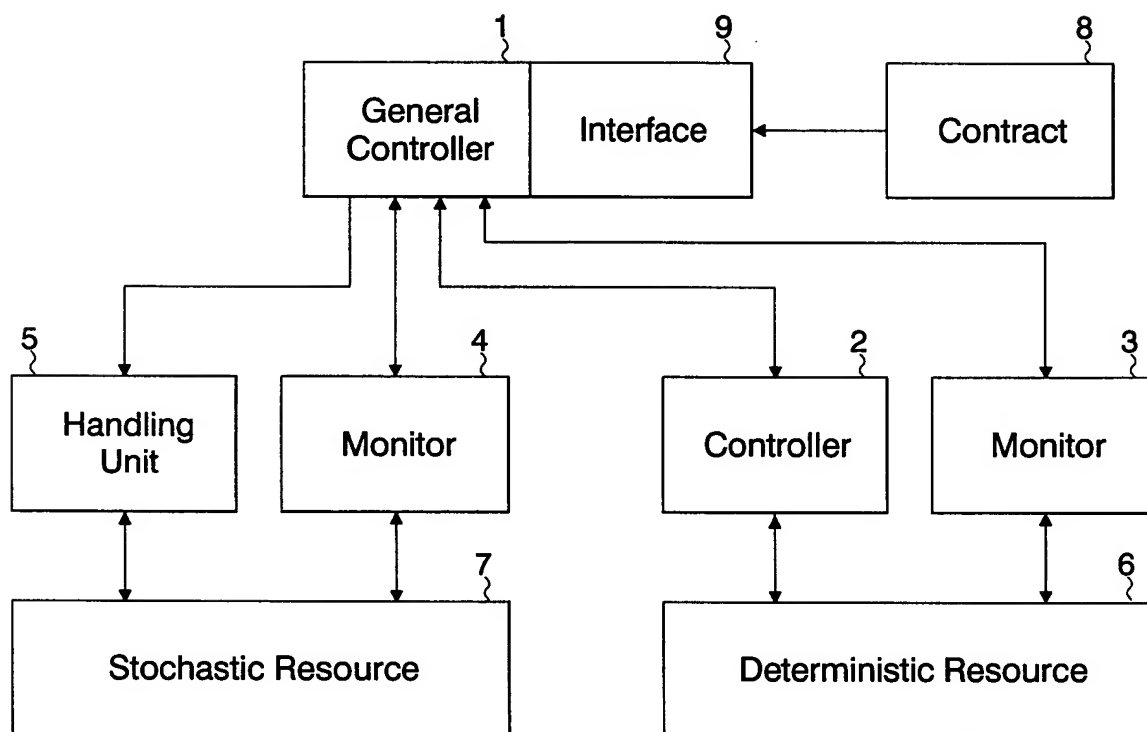 1
9
8
General
Controller
Interface
Contract
5
4
2
3
Handling
Unit
Monitor
Controller
Monitor
7
6
Stochastic Resource
Deterministic Resource